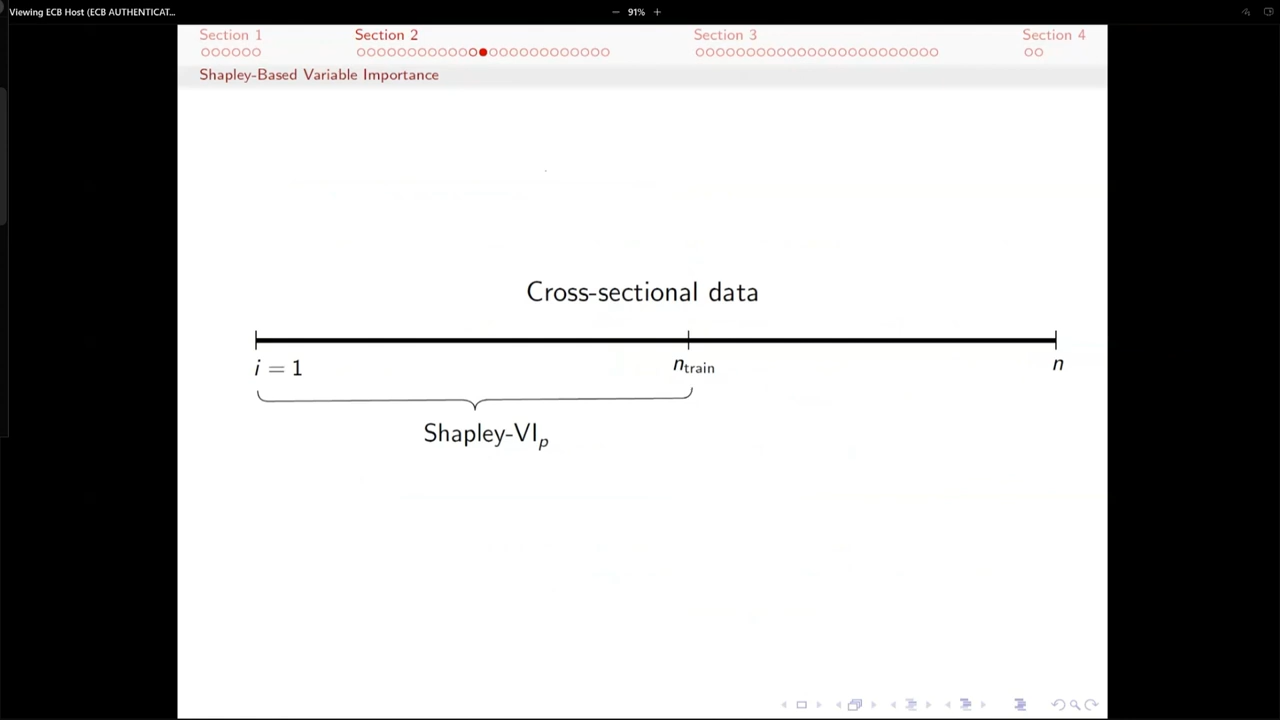 Viewing ECB Host (ECB AUTHENTICAT...
91%
Section 1
Section 2
Section 3
Section 4
Shapley-Based Variable Importance
Cross-sectional data
i = 1
n_train
n
Shapley-VI_p